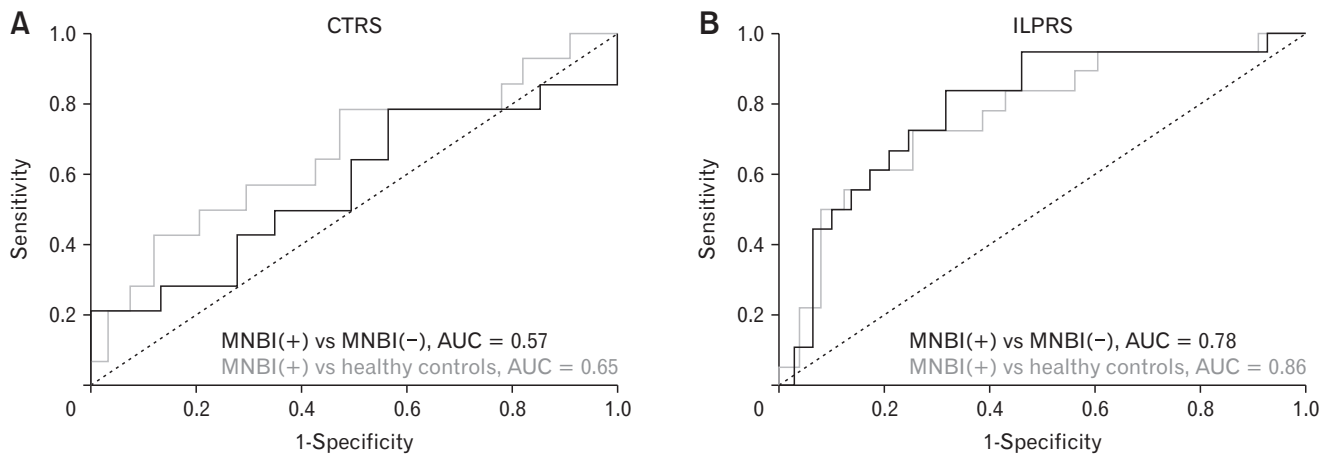 A
CTRS
1.0
0.8
0.6
0.4
0.2
Sensitivity
MNBI(+) vs MNBI(−), AUC = 0.57
MNBI(+) vs healthy controls, AUC = 0.65
0 0.2 0.4 0.6 0.8 1.0
1-Specificity
B
ILPRS
1.0
0.8
0.6
0.4
0.2
Sensitivity
MNBI(+) vs MNBI(−), AUC = 0.78
MNBI(+) vs healthy controls, AUC = 0.86
0 0.2 0.4 0.6 0.8 1.0
1-Specificity